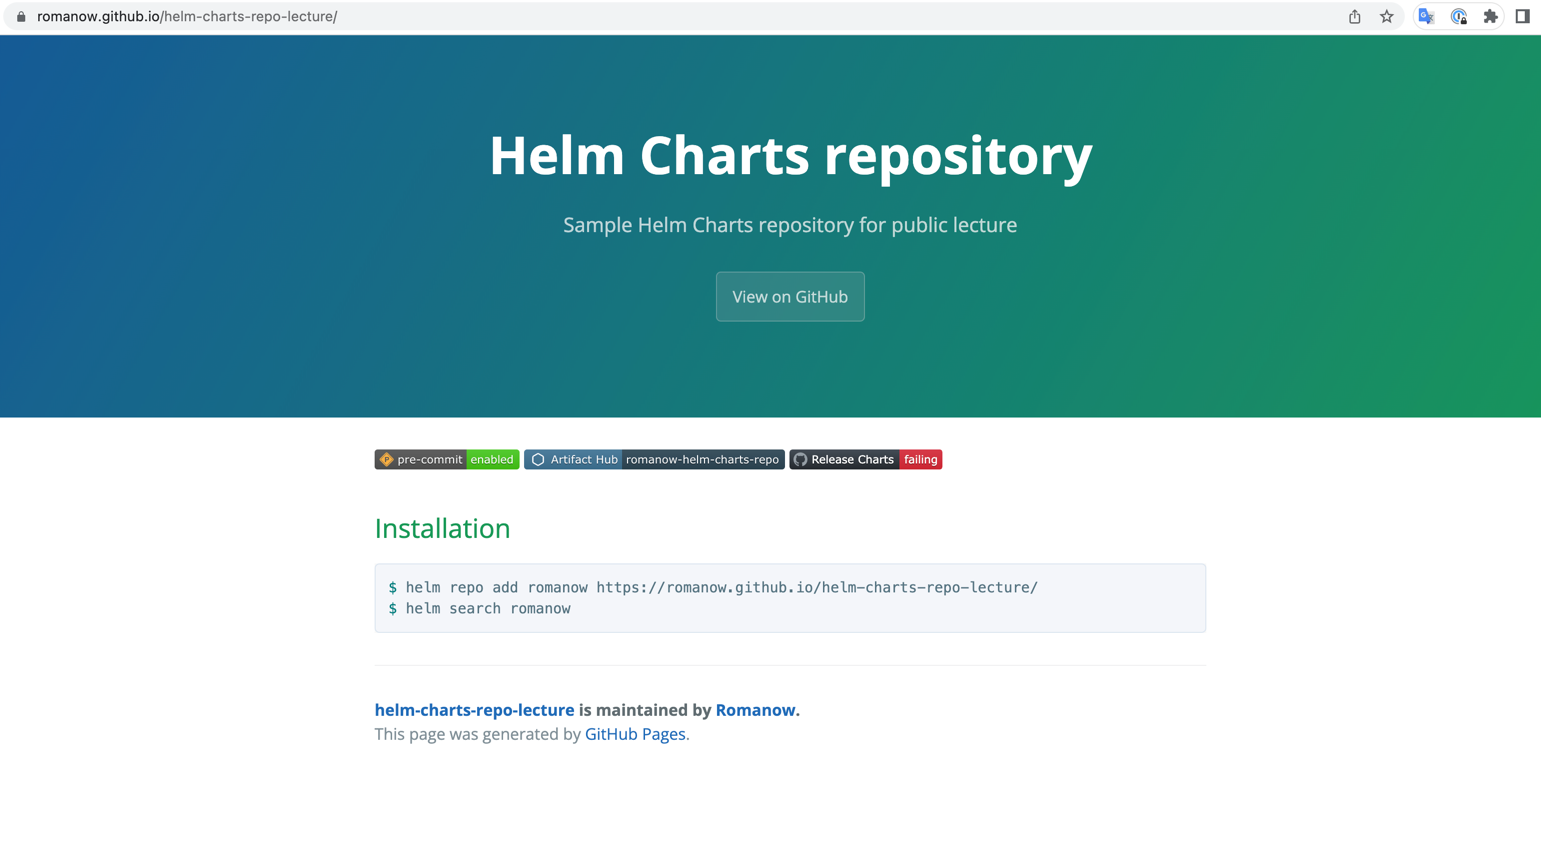 romanow.github.io/helm-charts-repo-lecture/
Helm Charts repository
Sample Helm Charts repository for public lecture
View on GitHub
pre-commit enabled Artifact Hub romanow-helm-charts-repo Release Charts failing
Installation
$ helm repo add romanow https://romanow.github.io/helm-charts-repo-lecture/
$ helm search romanow
helm-charts-repo-lecture is maintained by Romanow.
This page was generated by GitHub Pages.